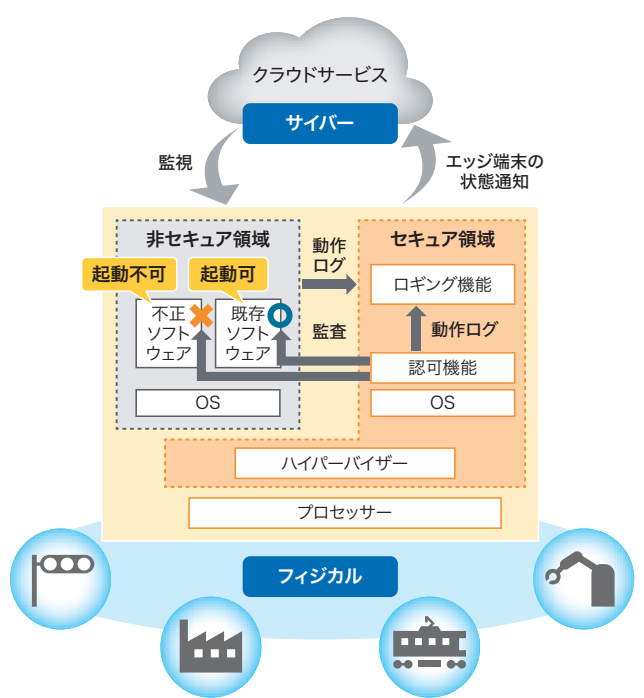 クラウドサービス
サイバー
監視
エッジ端末の
状態通知
非セキュア領域
動作
ログ
セキュア領域
起動不可
起動可
ロギング機能
不正
ソフト
ウェア
既存
ソフト
ウェア
監査
動作ログ
認可機能
OS
OS
ハイパーバイザー
プロセッサー
フィジカル